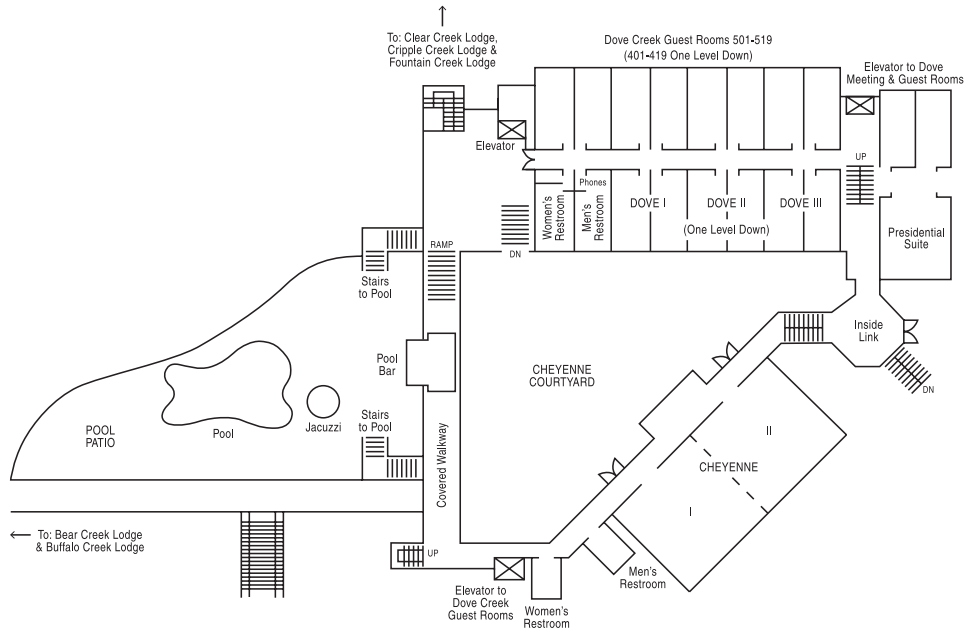 To: Clear Creek Lodge,
Cripple Creek Lodge &
Fountain Creek Lodge
Dove Creek Guest Rooms 501-519
(401-419 One Level Down)
Elevator to Dove
Meeting & Guest Rooms
Elevator
UP
Phones
Women's
Restroom
Men's
Restroom
DOVE I
DOVE II
DOVE III
(One Level Down)
Presidential
Suite
RAMP
DN
Stairs
to Pool
Inside
Link
Pool
Bar
CHEYENNE
COURTYARD
DN
POOL
PATIO
Pool
Jacuzzi
Stairs
to Pool
Covered Walkway
II
CHEYENNE
I
To: Bear Creek Lodge
& Buffalo Creek Lodge
UP
Elevator to
Dove Creek
Guest Rooms
Women's
Restroom
Men's
Restroom